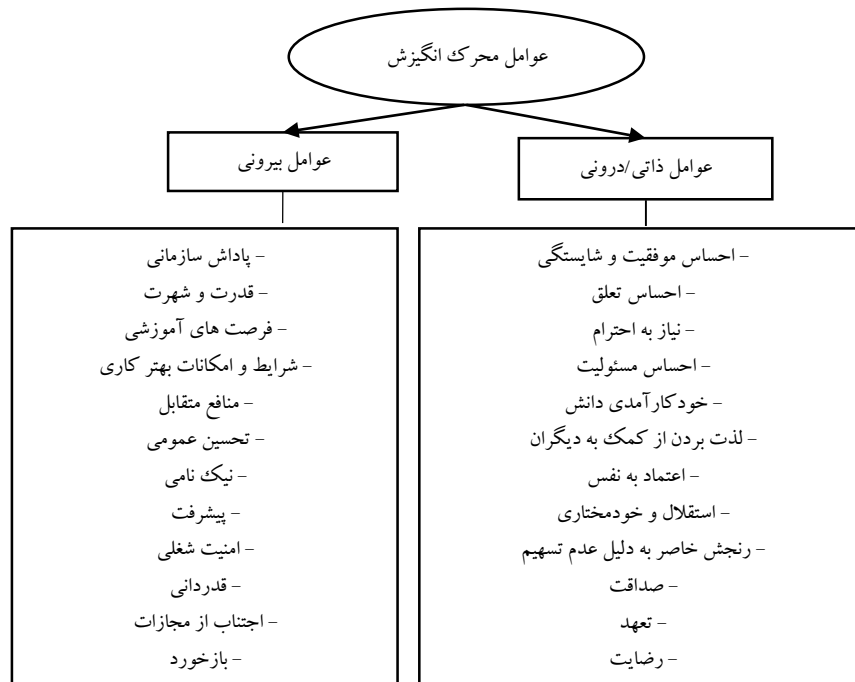 عوامل محرک انگیزش
عوامل ذاتی/درونی
عوامل بیرونی
– احساس موفقیت و شایستگی
– احساس تعلق
– نیاز به احترام
– احساس مسئولیت
– خودکارآمدی دانش
– لذت بردن از کمک به دیگران
– اعتماد به نفس
– استقلال و خودمختاری
– رنجش خاصر به دلیل عدم تسهیم
– صداقت
– تعهد
– رضایت
– پاداش سازمانی
– قدرت و شهرت
– فرصت های آموزشی
– شرایط و امکانات بهتر کاری
– منافع متقابل
– تحسین عمومی
– نیک نامی
– پیشرفت
– امنیت شغلی
– قدردانی
– اجتناب از مجازات
– بازخورد